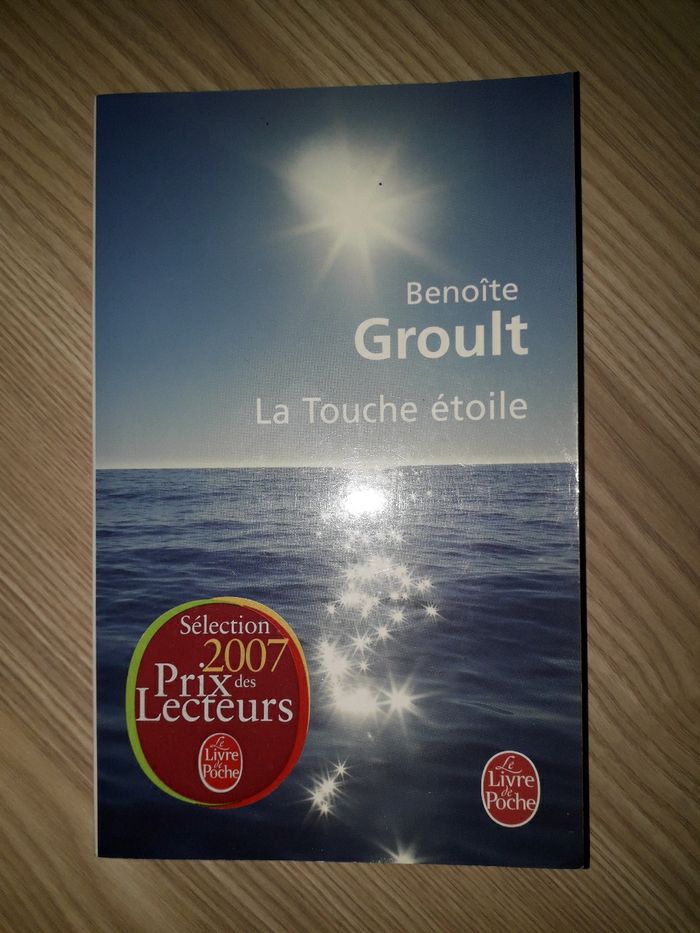 Benoîte
Groult
La Touche étoile
Sélection
2007
Prix des
Lecteurs
Le
Livre
de
Poche
Le
Livre
de
Poche